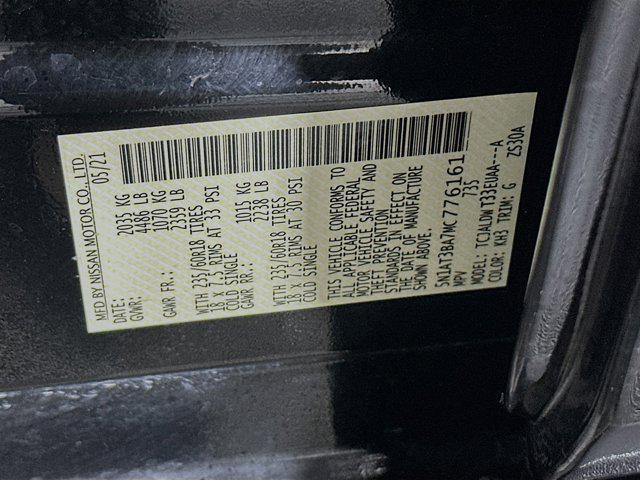 MFD BY NISSAN MOTOR CO., LTD.
DATE: 05/21
GVWR: 2035 KG
4486 LB
GAWR FR.: 1070 KG
2359 LB
WITH 235/60R18 TIRES
18 X 7.5 RIMS AT 33 PSI
COLD SINGLE
GAWR RR.: 1015 KG
2238 LB
WITH 235/60R18 TIRES
18 X 7.5 RIMS AT 30 PSI
COLD SINGLE
THIS VEHICLE CONFORMS TO
ALL APPLICABLE FEDERAL
MOTOR VEHICLE SAFETY AND
THEFT PREVENTION
STANDARDS IN EFFECT ON
THE DATE OF MANUFACTURE
SHOWN ABOVE.
5N1AT3BA7MC776161
MPV 735
MODEL: TCJALDWT33EUAA---A
COLOR: KH3 TRIM: G ZS30A